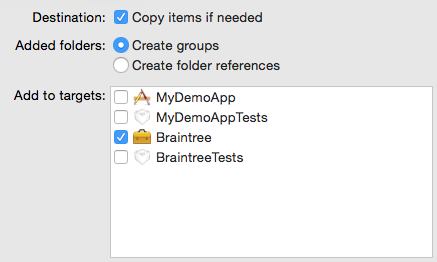 Destination: Copy items if needed
Added folders: Create groups
Create folder references
Add to targets: MyDemoApp
MyDemoAppTests
Braintree
BraintreeTests